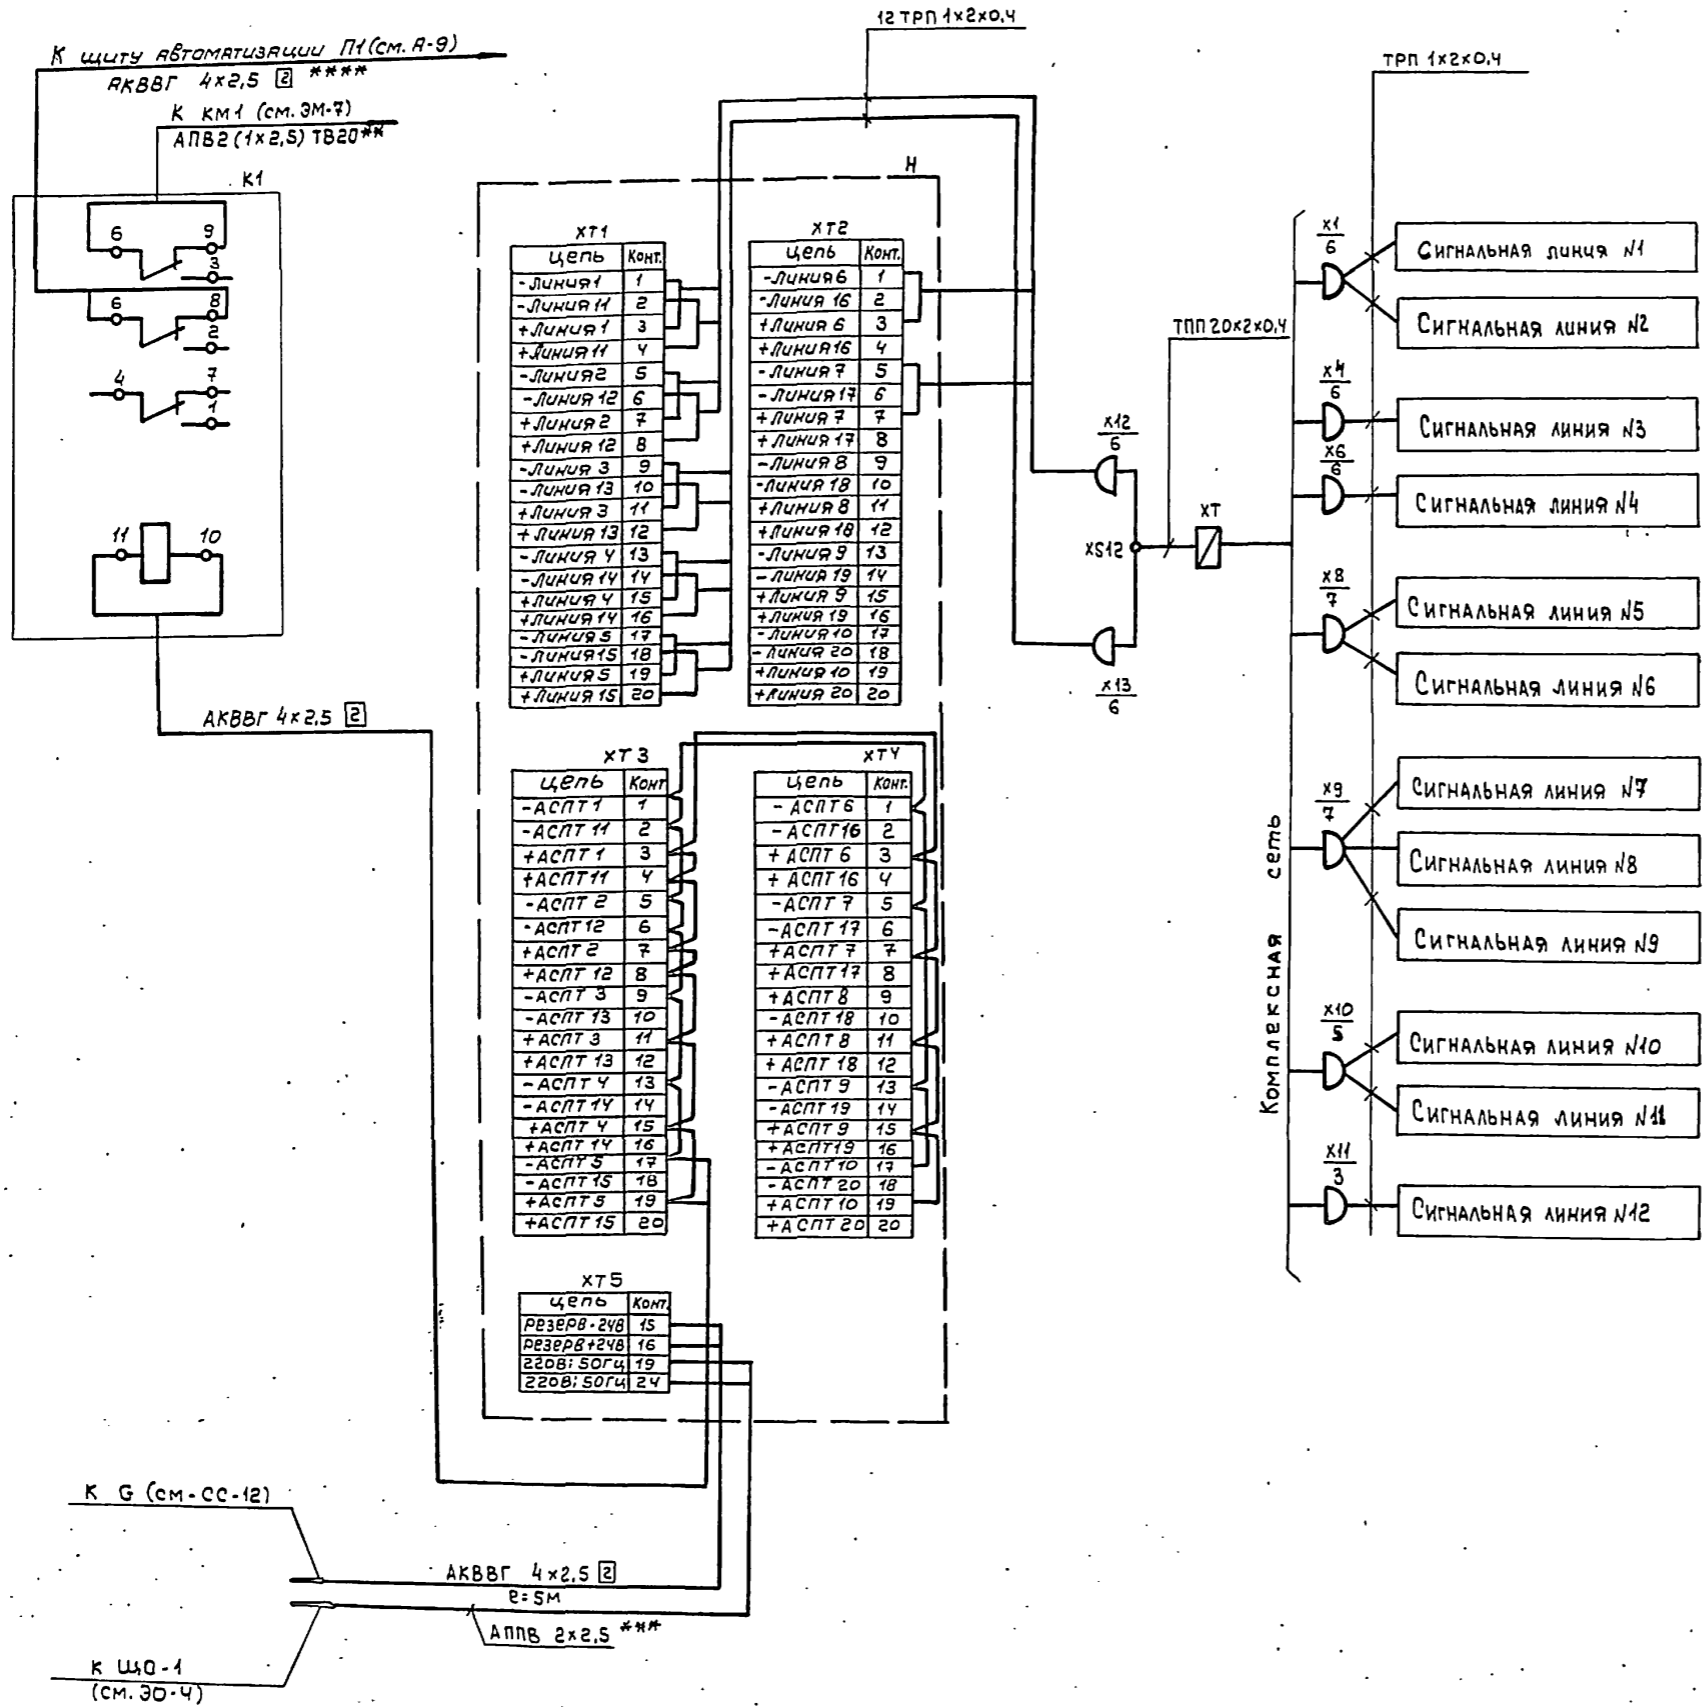 12 ТРП 1×2×0,4
К щиту автоматизации П1 (см. А-9)
АКВВГ 4×2,5 2 ****
К КМ1 (см. ЭМ-7)
АПВ2 (1×2,5) ТВ20**
ТРП 1×2×0,4
К1
6 9
3
6 8
2
4 7
1
11 10
АКВВГ 4×2,5 2
Н
ХТ1
Цепь Конт.
-Линия 1 1
-Линия 11 2
+Линия 1 3
+Линия 11 4
-Линия 2 5
-Линия 12 6
+Линия 2 7
+Линия 12 8
-Линия 3 9
-Линия 13 10
+Линия 3 11
+Линия 13 12
-Линия 4 13
-Линия 14 14
+Линия 4 15
+Линия 14 16
-Линия 5 17
-Линия 15 18
+Линия 5 19
+Линия 15 20
ХТ2
Цепь Конт.
-Линия 6 1
-Линия 16 2
+Линия 6 3
+Линия 16 4
-Линия 7 5
-Линия 17 6
+Линия 7 7
+Линия 17 8
-Линия 8 9
-Линия 18 10
+Линия 8 11
+Линия 18 12
-Линия 9 13
-Линия 19 14
+Линия 9 15
+Линия 19 16
-Линия 10 17
-Линия 20 18
+Линия 10 19
+Линия 20 20
ХТ3
Цепь Конт
-АСПТ 1 1
-АСПТ 11 2
+АСПТ 1 3
+АСПТ 11 4
-АСПТ 2 5
-АСПТ 12 6
+АСПТ 2 7
+АСПТ 12 8
-АСПТ 3 9
-АСПТ 13 10
+АСПТ 3 11
+АСПТ 13 12
-АСПТ 4 13
-АСПТ 14 14
+АСПТ 4 15
+АСПТ 14 16
-АСПТ 5 17
-АСПТ 15 18
+АСПТ 5 19
+АСПТ 15 20
ХТ4
Цепь Конт.
-АСПТ 6 1
-АСПТ 16 2
+АСПТ 6 3
+АСПТ 16 4
-АСПТ 7 5
-АСПТ 17 6
+АСПТ 7 7
+АСПТ 17 8
+АСПТ 8 9
-АСПТ 18 10
+АСПТ 8 11
+АСПТ 18 12
-АСПТ 9 13
-АСПТ 19 14
+АСПТ 9 15
+АСПТ 19 16
-АСПТ 10 17
-АСПТ 20 18
+АСПТ 10 19
+АСПТ 20 20
ХТ5
Цепь Конт.
Резерв-24В 15
Резерв+24В 16
220В; 50Гц 19
220В; 50Гц 24
К G (см-СС-12)
АКВВГ 4×2,5 2
ℓ=5м
АППВ 2×2,5 ***
К ЩО-1
(см. ЭО-4)
Х12
6
XS12
Х13
6
ТПП 20×2×0,4
ХТ
Комплексная сеть
Х1
6
Сигнальная линия N1
Сигнальная линия N2
Х4
6
Сигнальная линия N3
Х6
6
Сигнальная линия N4
Х8
7
Сигнальная линия N5
Сигнальная линия N6
Х9
7
Сигнальная линия N7
Сигнальная линия N8
Сигнальная линия N9
Х10
5
Сигнальная линия N10
Сигнальная линия N11
Х11
3
Сигнальная линия N12